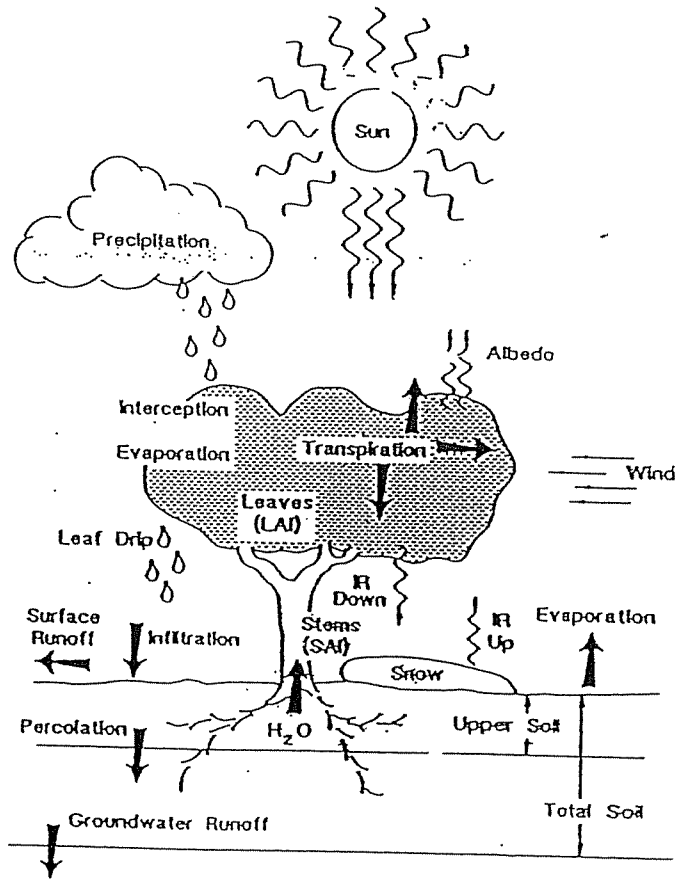 Sun
Precipitation
Albedo
Interception
Evaporation
Transpiration
Wind
Leaves
(LAI)
Leaf Drip
IR
Down
Surface
Runoff
Infiltration
Stems
(SAI)
IR
Up
Evaporation
Snow
Percolation
H₂O
Upper Soil
Total Soil
Groundwater Runoff